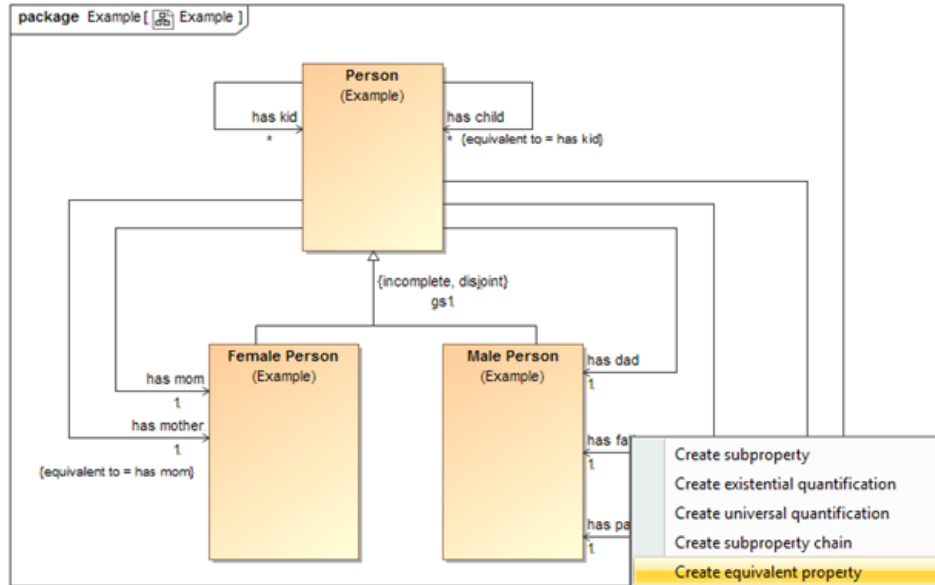 package Example [ Example ]
Person
(Example)
has kid
*
has child
* {equivalent to = has kid}
{incomplete, disjoint}
gs1
Female Person
(Example)
Male Person
(Example)
has mom
1
has mother
1
{equivalent to = has mom}
has dad
1
has
1
has
1
Create subproperty
Create existential quantification
Create universal quantification
Create subproperty chain
Create equivalent property